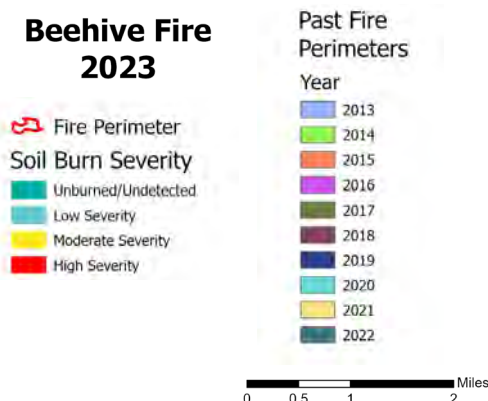 Beehive Fire
2023
Fire Perimeter
Soil Burn Severity
Unburned/Undetected
Low Severity
Moderate Severity
High Severity
Past Fire
Perimeters
Year
2013
2014
2015
2016
2017
2018
2019
2020
2021
2022
Miles
0 0.5 1 2